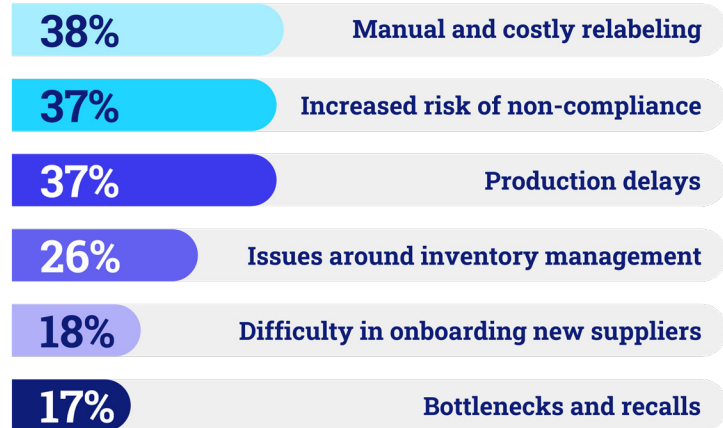 38% Manual and costly relabeling
37% Increased risk of non-compliance
37% Production delays
26% Issues around inventory management
18% Difficulty in onboarding new suppliers
17% Bottlenecks and recalls